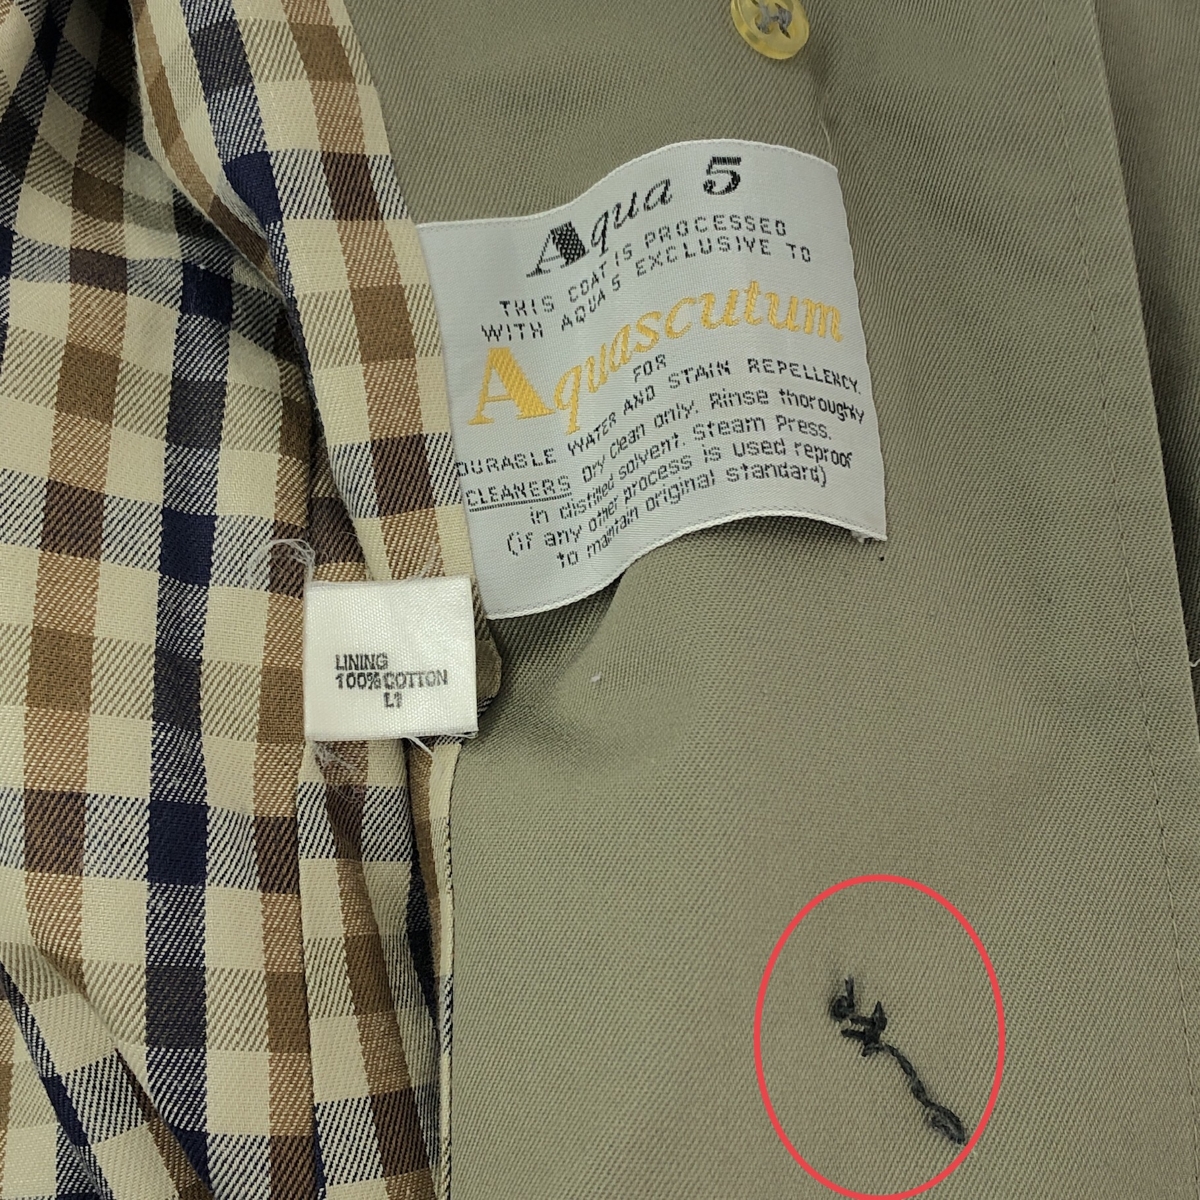 Aqua 5
THIS COAT IS PROCESSED
WITH AQUA 5 EXCLUSIVE TO
Aquascutum
FOR
DURABLE WATER AND STAIN REPELLENCY.
CLEANERS Dry clean only. Rinse thoroughly
in distilled solvent. Steam Press.
(if any other process is used reproof
to maintain original standard)
LINING
100% COTTON
L1